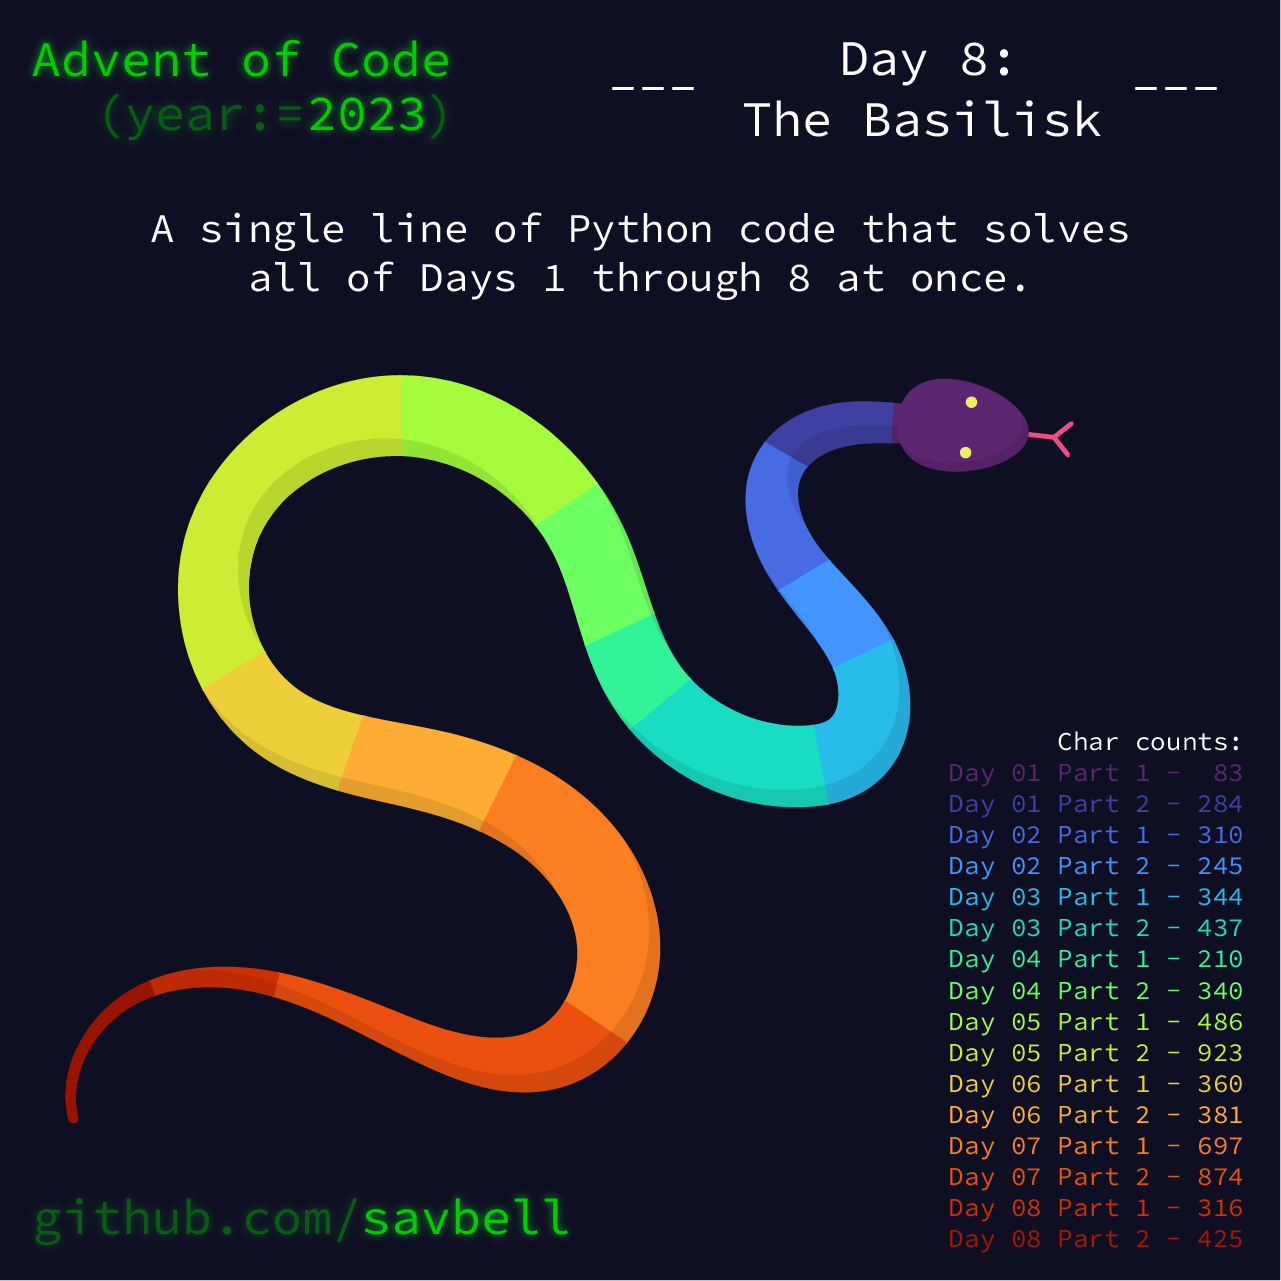 Advent of Code
(year:=2023)
--- Day 8: ---
The Basilisk
A single line of Python code that solves
all of Days 1 through 8 at once.
Char counts:
Day 01 Part 1 -  83
Day 01 Part 2 - 284
Day 02 Part 1 - 310
Day 02 Part 2 - 245
Day 03 Part 1 - 344
Day 03 Part 2 - 437
Day 04 Part 1 - 210
Day 04 Part 2 - 340
Day 05 Part 1 - 486
Day 05 Part 2 - 923
Day 06 Part 1 - 360
Day 06 Part 2 - 381
Day 07 Part 1 - 697
Day 07 Part 2 - 874
Day 08 Part 1 - 316
Day 08 Part 2 - 425
github.com/savbell